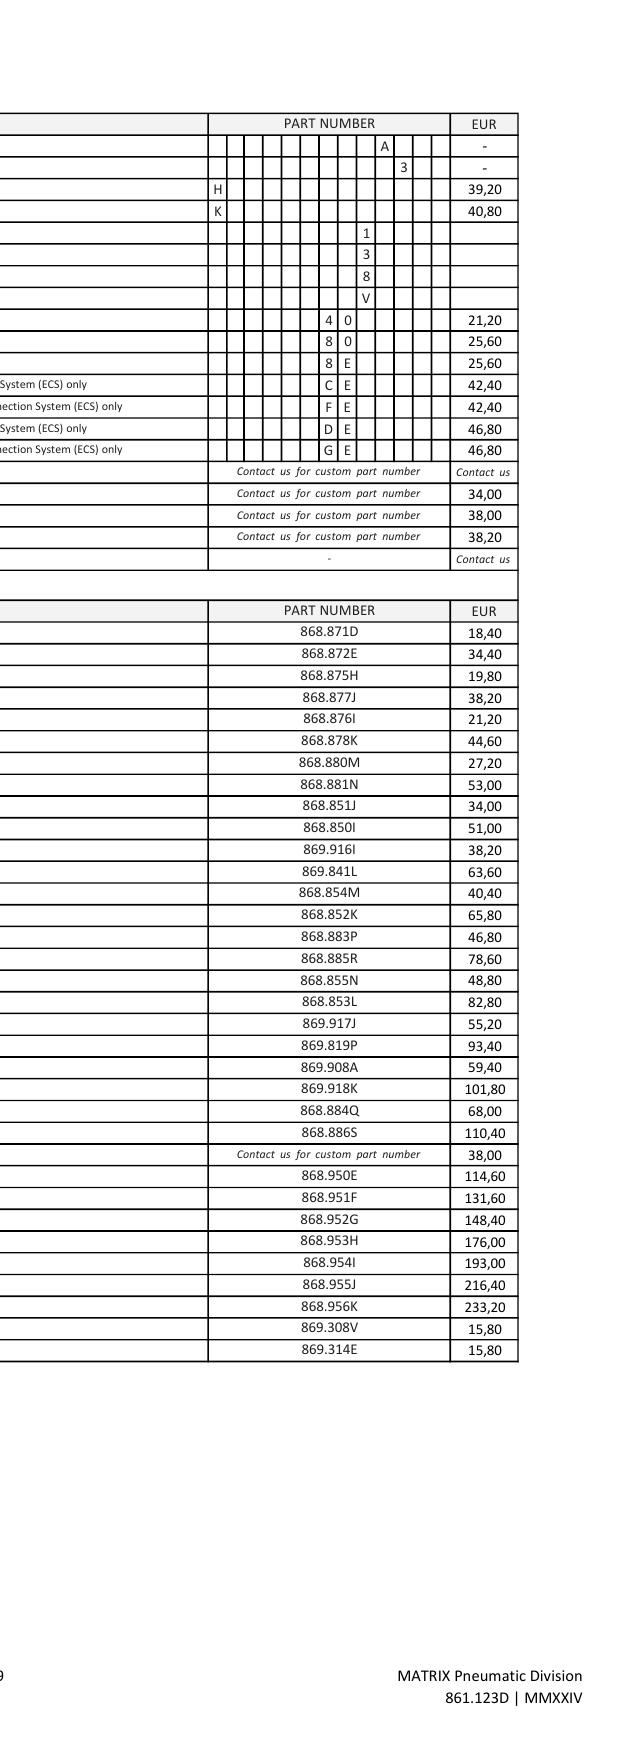 PART NUMBER EUR
A -
3 -
H 39,20
K 40,80
1
3
8
V
4 0 21,20
8 0 25,60
8 E 25,60
System (ECS) only C E 42,40
nection System (ECS) only F E 42,40
System (ECS) only D E 46,80
nection System (ECS) only G E 46,80
Contact us for custom part number Contact us
Contact us for custom part number 34,00
Contact us for custom part number 38,00
Contact us for custom part number 38,20
- Contact us
PART NUMBER EUR
868.871D 18,40
868.872E 34,40
868.875H 19,80
868.877J 38,20
868.876I 21,20
868.878K 44,60
868.880M 27,20
868.881N 53,00
868.851J 34,00
868.850I 51,00
869.916I 38,20
869.841L 63,60
868.854M 40,40
868.852K 65,80
868.883P 46,80
868.885R 78,60
868.855N 48,80
868.853L 82,80
869.917J 55,20
869.819P 93,40
869.908A 59,40
869.918K 101,80
868.884Q 68,00
868.886S 110,40
Contact us for custom part number 38,00
868.950E 114,60
868.951F 131,60
868.952G 148,40
868.953H 176,00
868.954I 193,00
868.955J 216,40
868.956K 233,20
869.308V 15,80
869.314E 15,80
9 MATRIX Pneumatic Division
861.123D | MMXXIV